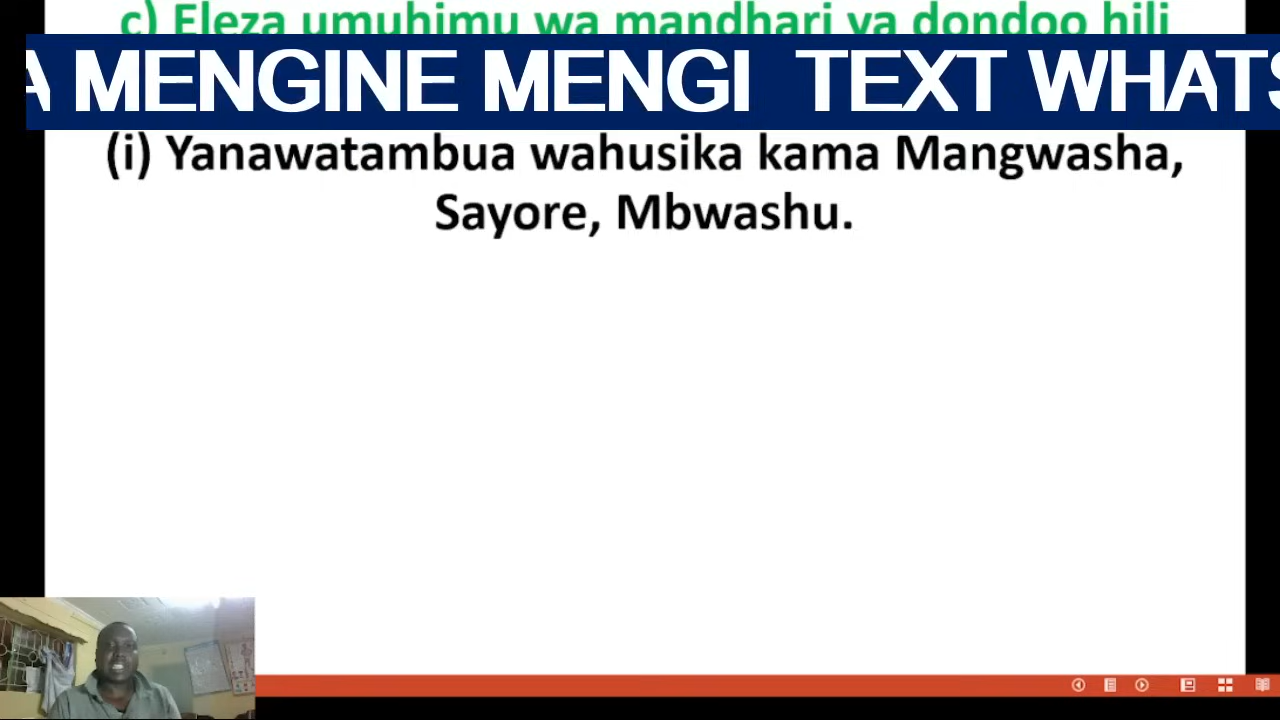 c) Eleza umuhimu wa mandhari ya dondoo hili
A MENGINE MENGI TEXT WHATS
(i) Yanawatambua wahusika kama Mangwasha,
Sayore, Mbwashu.